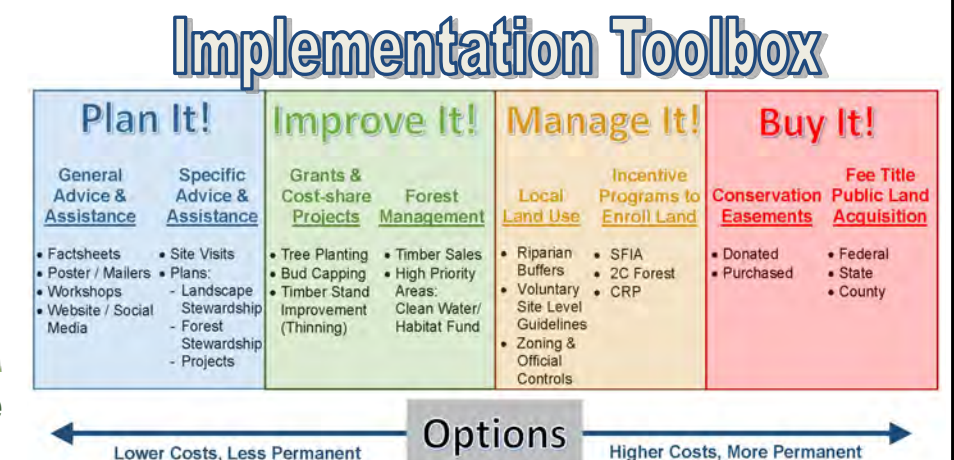 Implementation Toolbox
Plan It!
General
Advice &
Assistance
• Factsheets
• Poster / Mailers
• Workshops
• Website / Social
Media
Specific
Advice &
Assistance
• Site Visits
• Plans:
- Landscape
Stewardship
- Forest
Stewardship
- Projects
Improve It!
Grants &
Cost-share
Projects
• Tree Planting
• Bud Capping
• Timber Stand
Improvement
(Thinning)
Forest
Management
• Timber Sales
• High Priority
Areas:
Clean Water/
Habitat Fund
Manage It!
Local
Land Use
• Riparian
Buffers
• Voluntary
Site Level
Guidelines
• Zoning &
Official
Controls
Incentive
Programs to
Enroll Land
• SFIA
• 2C Forest
• CRP
Buy It!
Conservation
Easements
• Donated
• Purchased
Fee Title
Public Land
Acquisition
• Federal
• State
• County
Options
Lower Costs, Less Permanent
Higher Costs, More Permanent